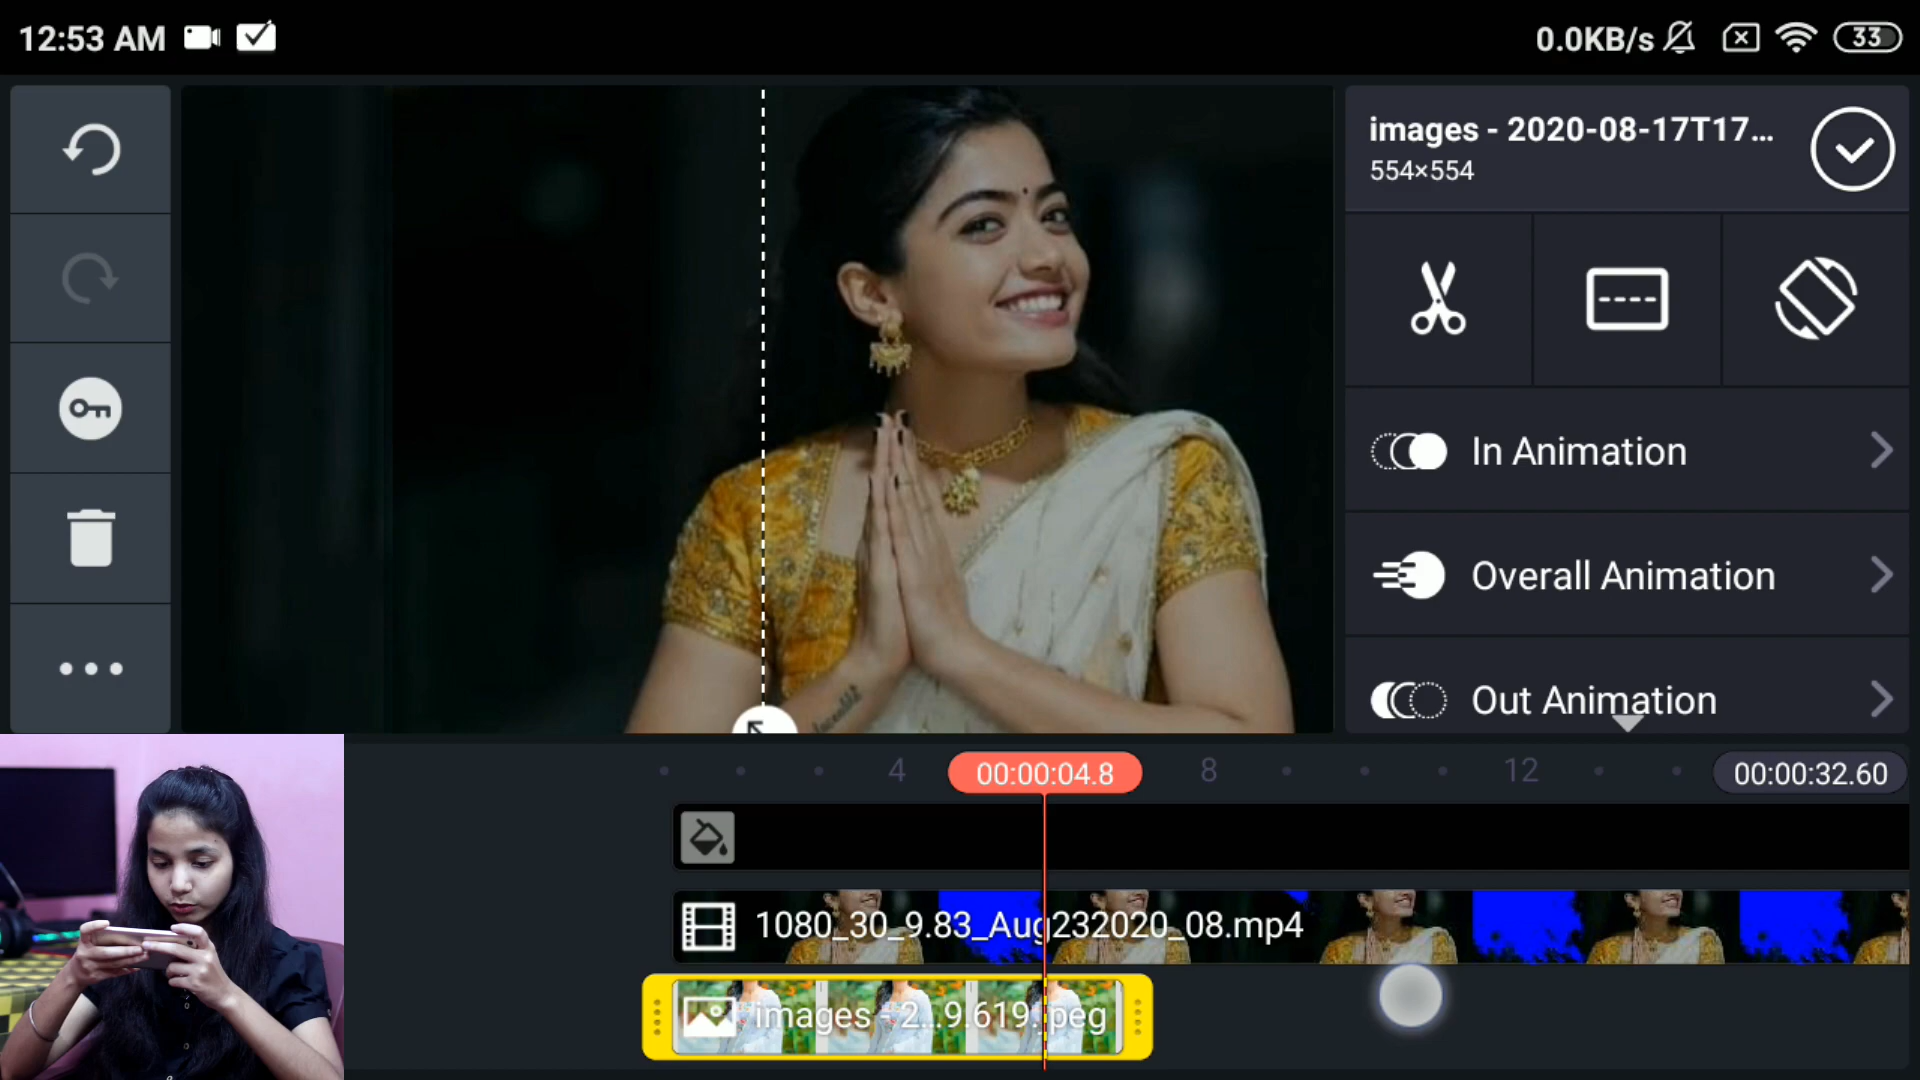 12:53 AM
0.0KB/s
33
images - 2020-08-17T17...
554×554
In Animation
Overall Animation
Out Animation
4
00:00:04.8
8
12
00:00:32.60
1080_30_9.83_Aug232020_08.mp4
images - 2...9.619.jpeg